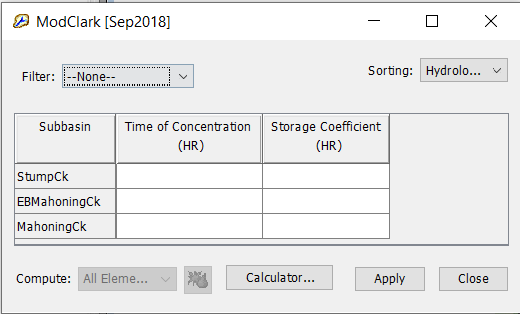 ModClark [Sep2018]
Filter: --None-- Sorting: Hydrolo...
Subbasin Time of Concentration (HR) Storage Coefficient (HR)
StumpCk
EBMahoningCk
MahoningCk
Compute: All Eleme... Calculator... Apply Close